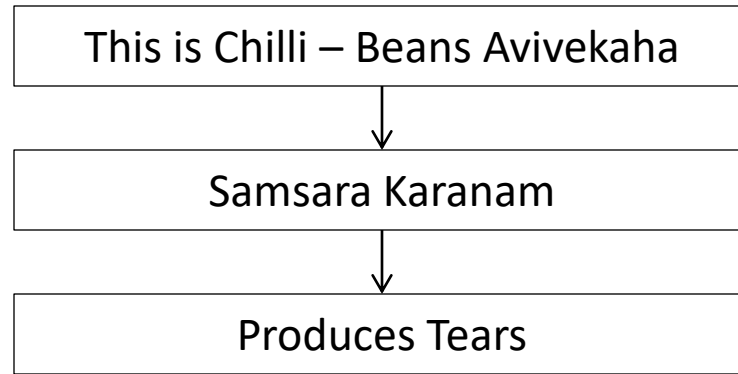 This is Chilli – Beans Avivekaha
Samsara Karanam
Produces Tears